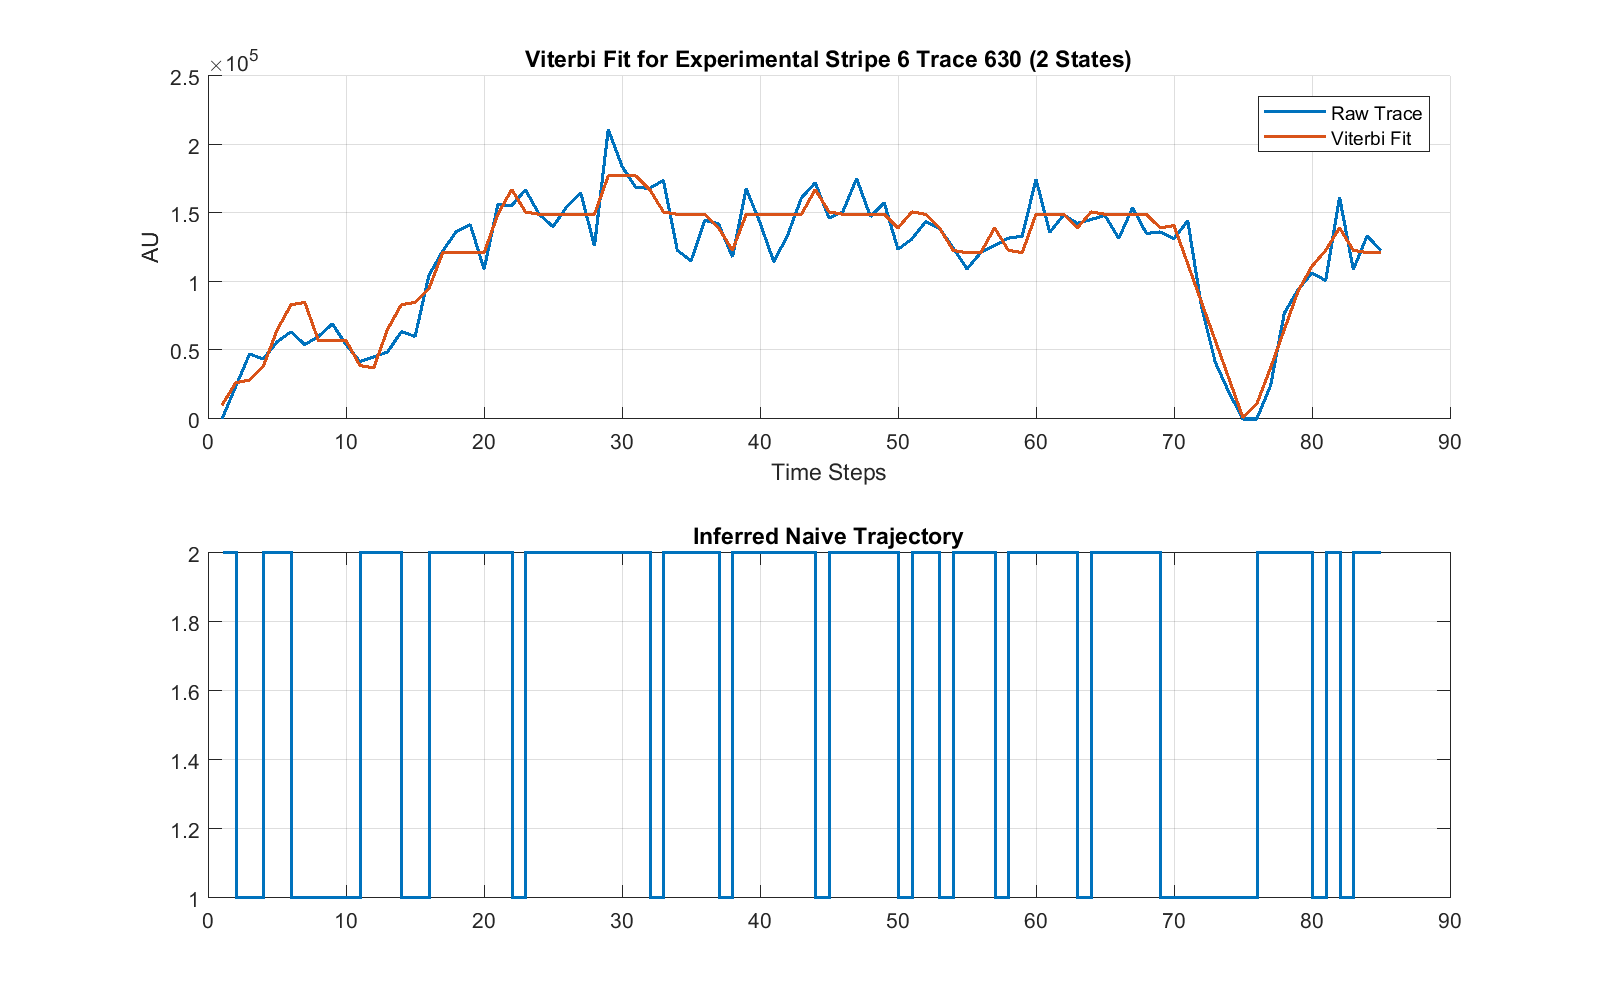 Viterbi Fit for Experimental Stripe 6 Trace 630 (2 States)
×10^5
2.5
2
1.5
1
0.5
0
AU
Raw Trace
Viterbi Fit
0 10 20 30 40 50 60 70 80 90
Time Steps
Inferred Naive Trajectory
2
1.8
1.6
1.4
1.2
1
0 10 20 30 40 50 60 70 80 90